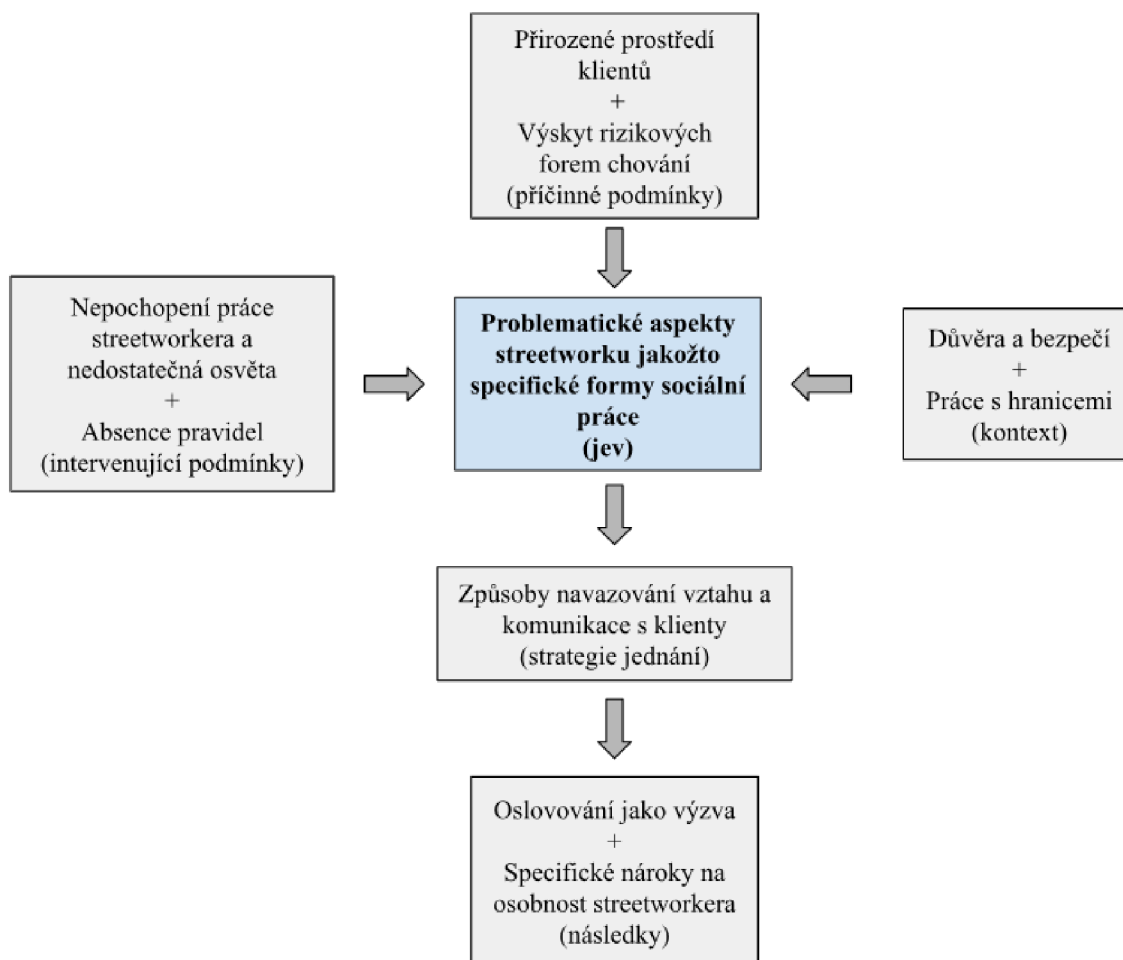 Přirozené prostředí
klientů
+
Výskyt rizikových
forem chování
(příčinné podmínky)
Nepochopení práce
streetworkera a
nedostatečná osvěta
+
Absence pravidel
(intervenující podmínky)
Problematické aspekty
streetworku jakožto
specifické formy sociální
práce
(jev)
Důvěra a bezpečí
+
Práce s hranicemi
(kontext)
Způsoby navazování vztahu a
komunikace s klienty
(strategie jednání)
Oslovování jako výzva
+
Specifické nároky na
osobnost streetworkera
(následky)